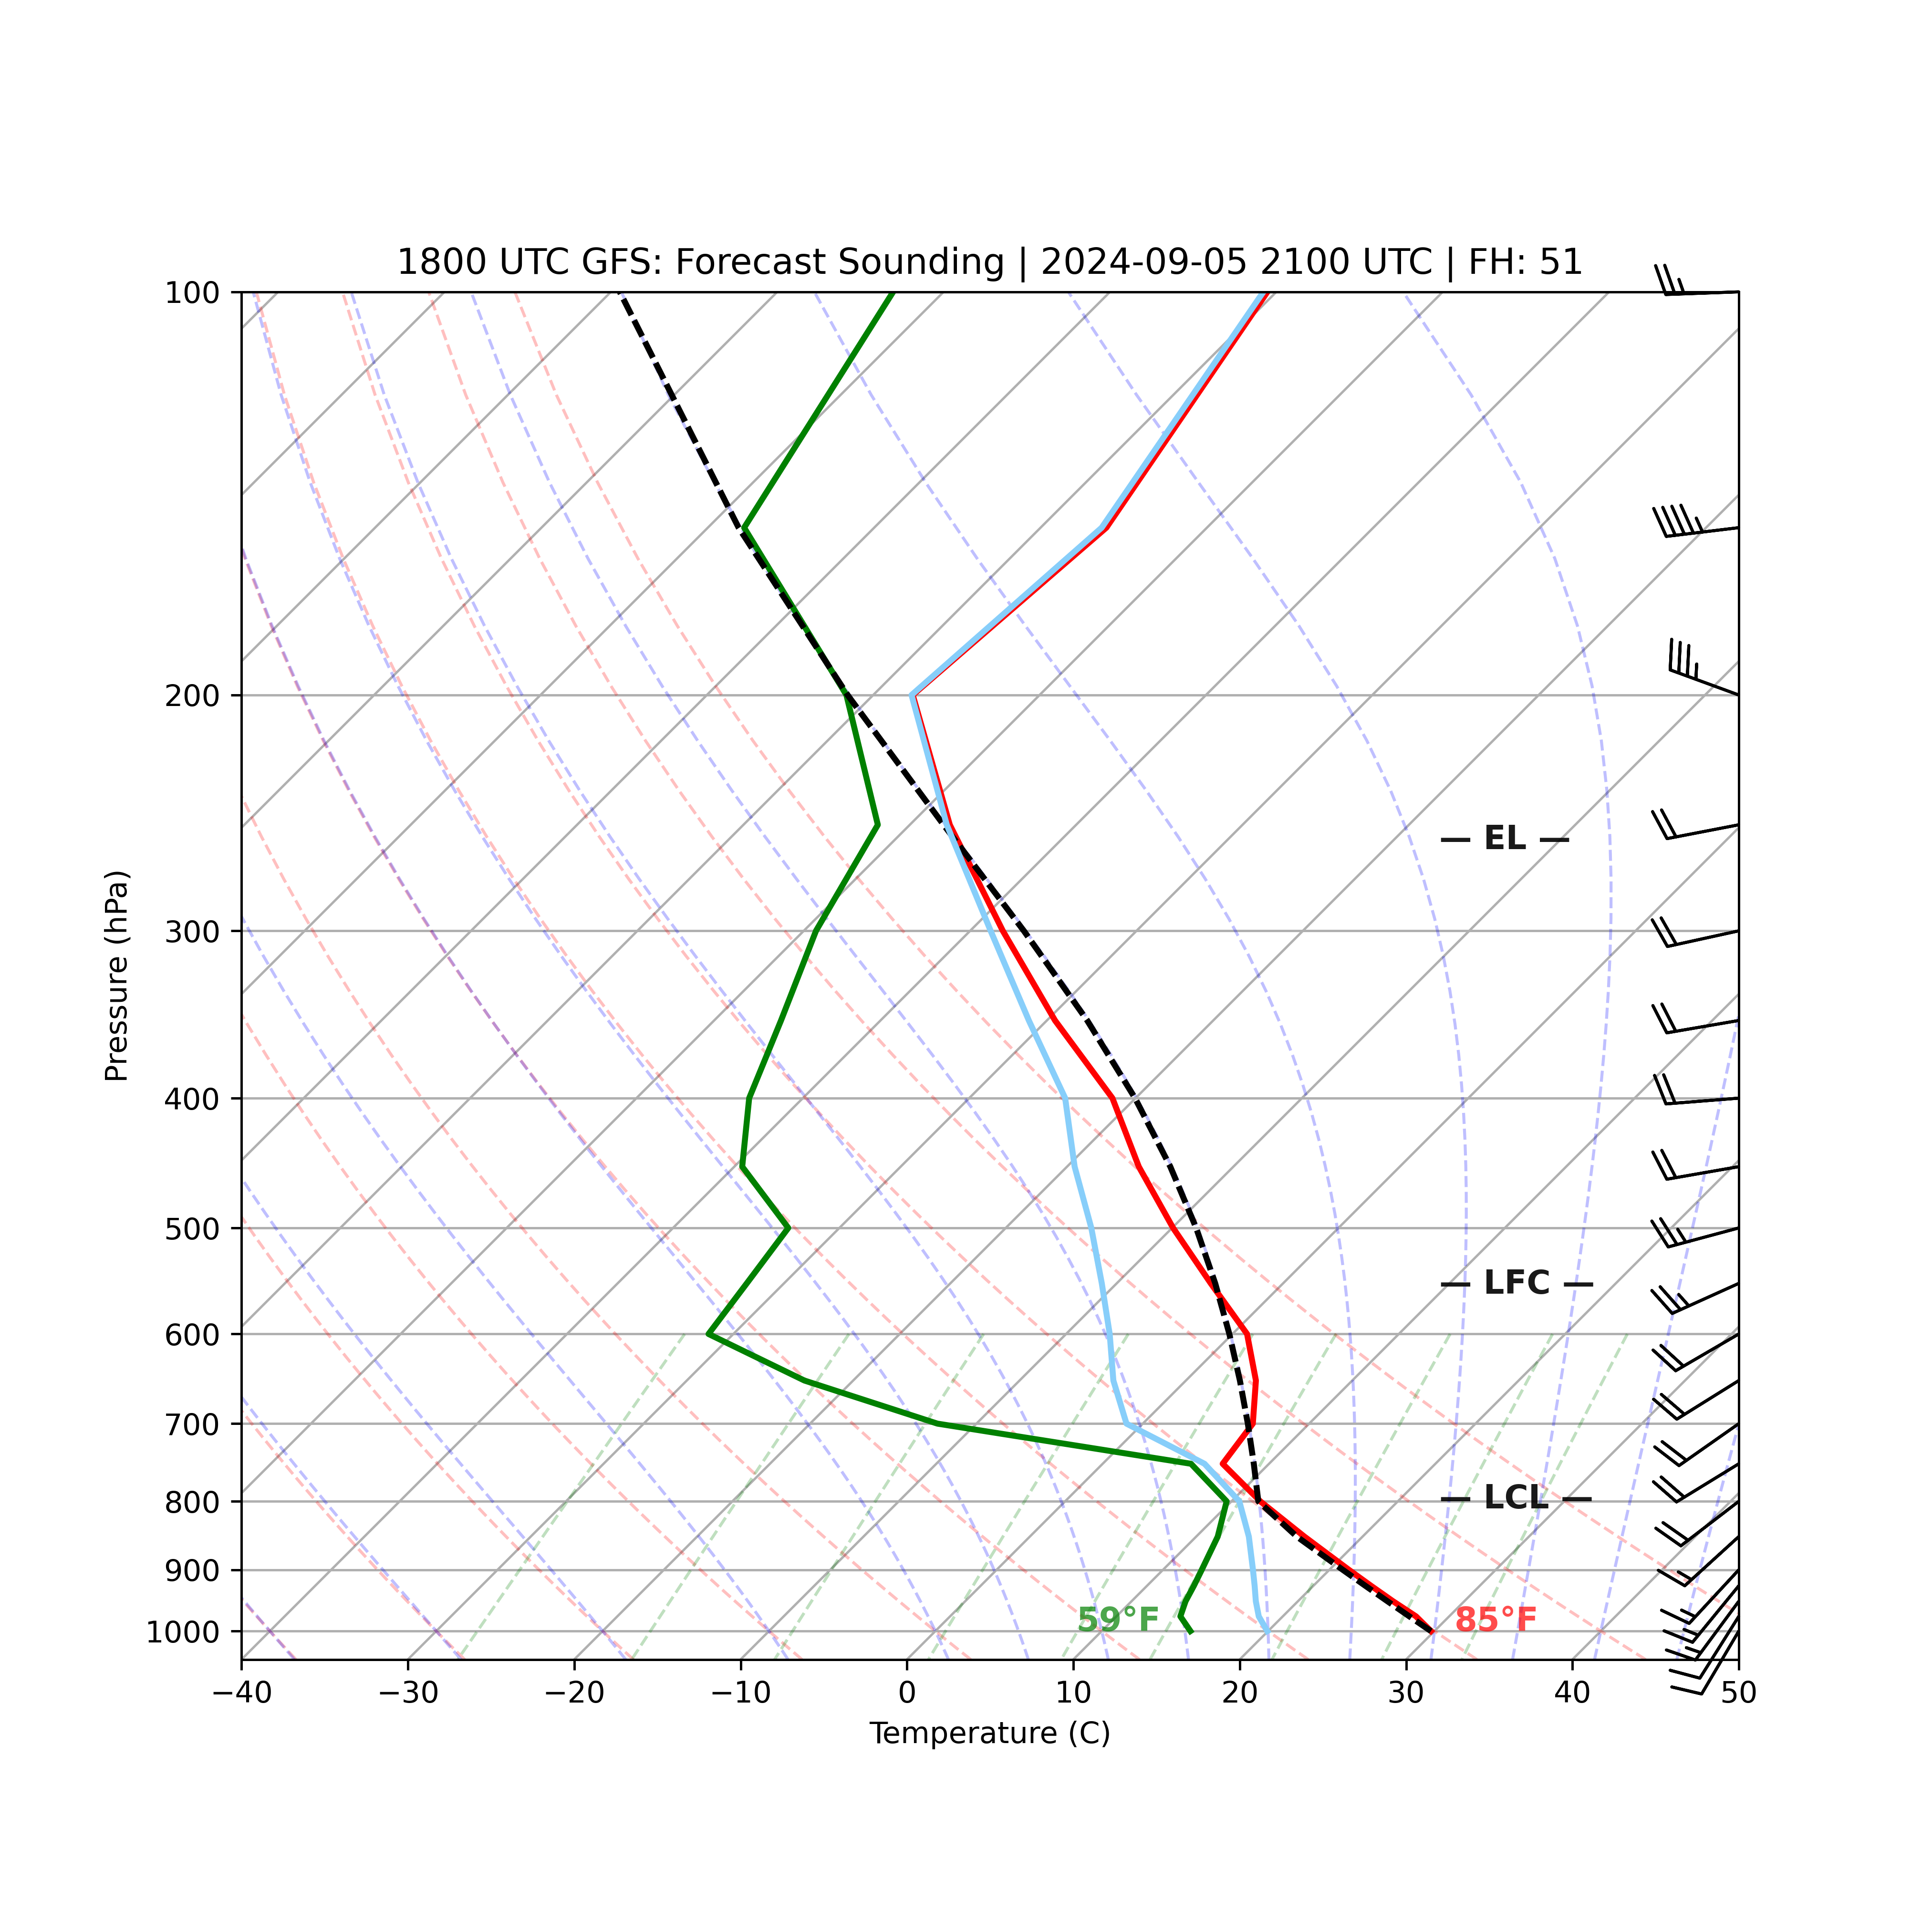 1800 UTC GFS: Forecast Sounding | 2024-09-05 2100 UTC | FH: 51
100
200
— EL —
Pressure (hPa)
300
400
500
— LFC —
600
700
800
— LCL —
900
1000
59°F
85°F
−40 −30 −20 −10 0 10 20 30 40 50
Temperature (C)